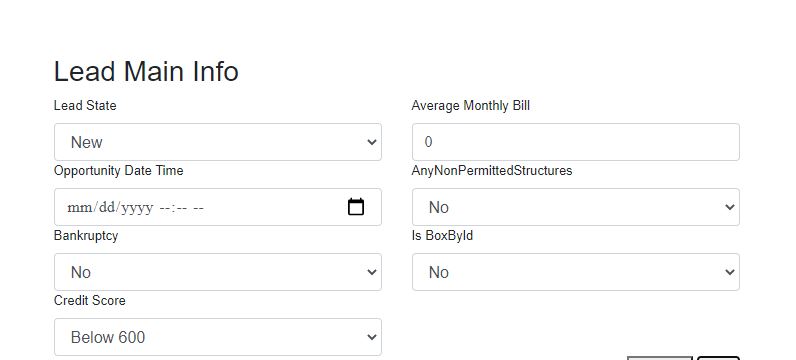 Lead Main Info
Lead State
Average Monthly Bill
New
0
Opportunity Date Time
AnyNonPermittedStructures
mm/dd/yyyy --:-- --
No
Bankruptcy
Is BoxById
No
No
Credit Score
Below 600